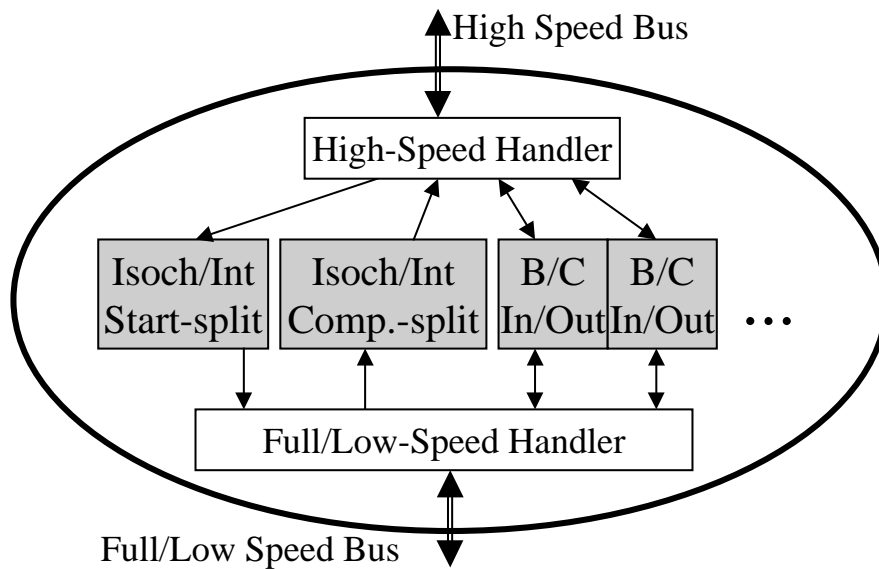 High Speed Bus
High-Speed Handler
Isoch/Int
Start-split
Isoch/Int
Comp.-split
B/C
In/Out
B/C
In/Out
...
Full/Low-Speed Handler
Full/Low Speed Bus